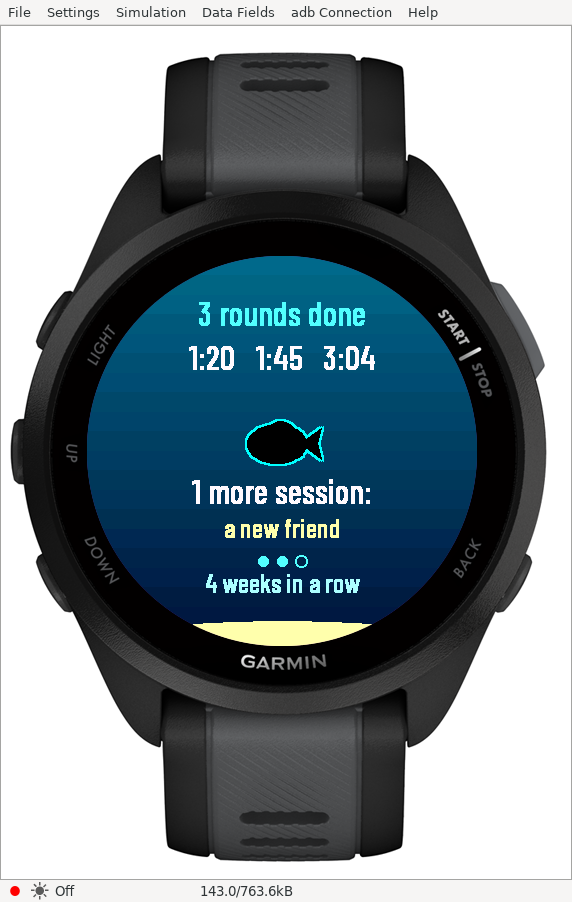 File Settings Simulation Data Fields adb Connection Help
3 rounds done
1:20 1:45 3:04
1 more session:
a new friend
4 weeks in a row
LIGHT
UP
DOWN
START
STOP
BACK
GARMIN
Off 143.0/763.6kB